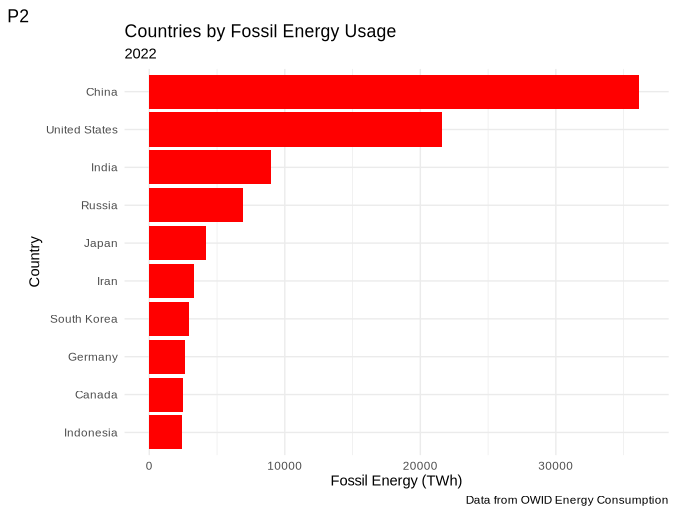 P2
Countries by Fossil Energy Usage
2022
China
United States
India
Russia
Japan
Iran
South Korea
Germany
Canada
Indonesia
Country
0 10000 20000 30000
Fossil Energy (TWh)
Data from OWID Energy Consumption